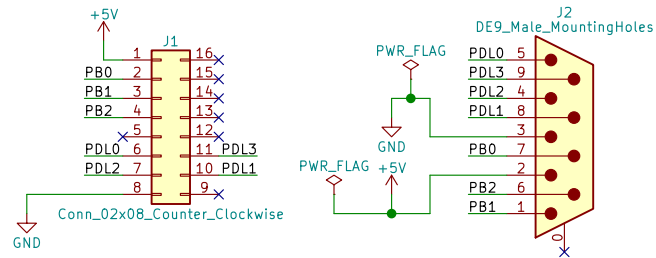 +5V
J1
1 16
PB0 2 15
PB1 3 14
PB2 4 13
5 12
PDL0 6 11 PDL3
PDL2 7 10 PDL1
8 9
Conn_02x08_Counter_Clockwise
GND
J2
DE9_Male_MountingHoles
PWR_FLAG
PDL0 5
PDL3 9
PDL2 4
PDL1 8
3
GND
PB0 7
PWR_FLAG
+5V
2
PB2 6
PB1 1
0